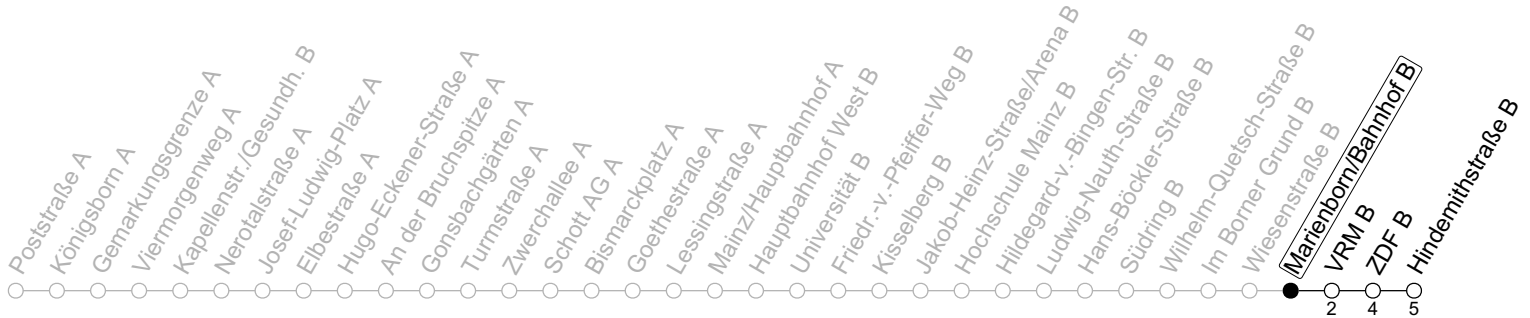 Poststraße A
Königsborn A
Gemarkungsgrenze A
Viermorgenweg A
Kapellenstr./Gesundh. B
Nerotalstraße A
Josef-Ludwig-Platz A
Elbestraße A
Hugo-Eckener-Straße A
An der Bruchspitze A
Gonsbachgärten A
Turmstraße A
Zwerchallee A
Schott AG A
Bismarckplatz A
Goethestraße A
Lessingstraße A
Mainz/Hauptbahnhof A
Hauptbahnhof West B
Universität B
Friedr.-v.-Pfeiffer-Weg B
Kisselberg B
Jakob-Heinz-Straße/Arena B
Hochschule Mainz B
Hildegard-v.-Bingen-Str. B
Ludwig-Nauth-Straße B
Hans-Böckler-Straße B
Südring B
Wilhelm-Quetsch-Straße B
Im Borner Grund B
Wiesenstraße B
Marienborn/Bahnhof B
VRM B
ZDF B
Hindemithstraße B
2 4 5